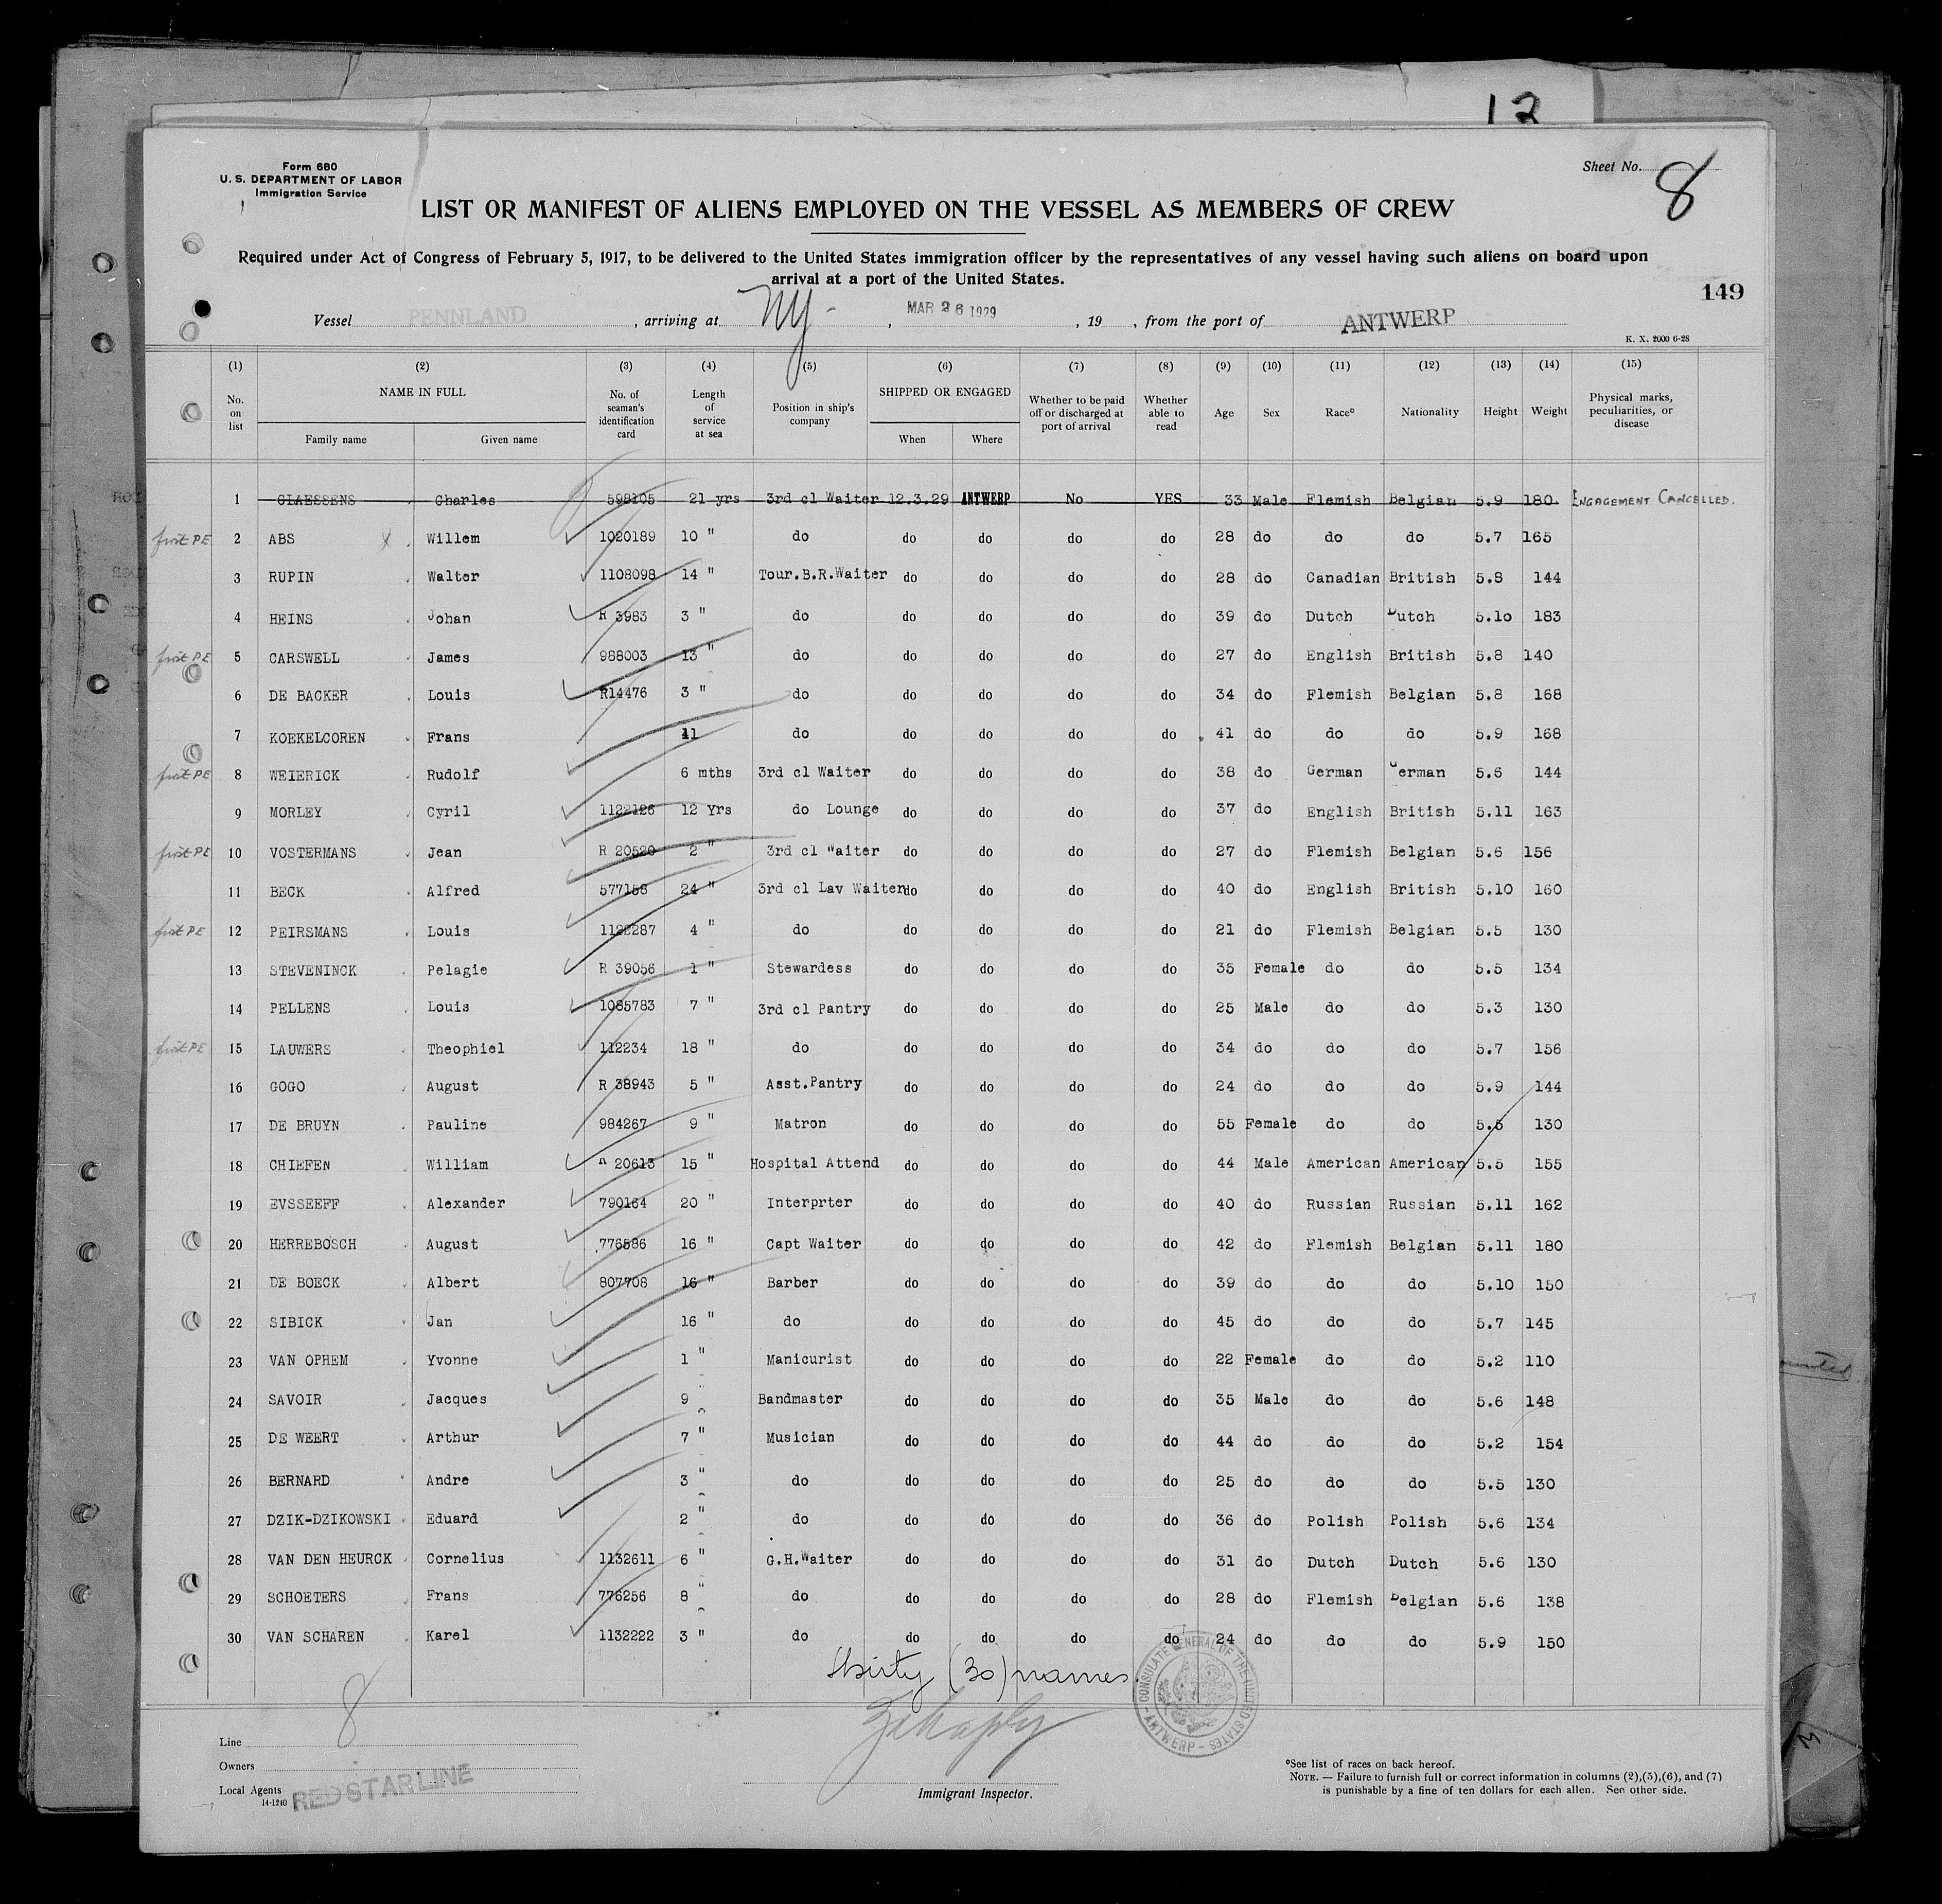 12
Form 680
U. S. DEPARTMENT OF LABOR
Immigration Service
Sheet No. 8
LIST OR MANIFEST OF ALIENS EMPLOYED ON THE VESSEL AS MEMBERS OF CREW
Required under Act of Congress of February 5, 1917, to be delivered to the United States immigration officer by the representatives of any vessel having such aliens on board upon
arrival at a port of the United States.
149
Vessel PENNLAND , arriving at NY - , MAR 26 1929 , 19 , from the port of ANTWERP
K. X. 2000 6-28
(1) (2) (3) (4) (5) (6) (7) (8) (9) (10) (11) (12) (13) (14) (15)
No. on list NAME IN FULL Family name Given name No. of seaman's identification card Length of service at sea Position in ship's company SHIPPED OR ENGAGED When Where Whether to be paid off or discharged at port of arrival Whether able to read Age Sex Race° Nationality Height Weight Physical marks, peculiarities, or disease
1 CLAESSENS Charles 598105 21 yrs 3rd cl Waiter 12.3.29 ANTWERP No YES 33 Male Flemish Belgian 5.9 180 ENGAGEMENT CANCELLED.
first PE 2 ABS X Willem 1020189 10 " do do do do do 28 do do do 5.7 165
3 RUPIN Walter 1108098 14 " Tour.B.R.Waiter do do do do 28 do Canadian British 5.8 144
4 HEINS Johan R 3983 3 " do do do do do 39 do Dutch Dutch 5.10 183
first PE 5 CARSWELL James 988003 13 " do do do do do 27 do English British 5.8 140
6 DE BACKER Louis R14476 3 " do do do do do 34 do Flemish Belgian 5.8 168
7 KOEKELCOREN Frans 11 do do do do do 41 do do do 5.9 168
first PE 8 WEIERICK Rudolf 6 mths 3rd cl Waiter do do do do 38 do German German 5.6 144
9 MORLEY Cyril 1122126 12 Yrs do Lounge do do do do 37 do English British 5.11 163
first PE 10 VOSTERMANS Jean R 20520 2 " 3rd cl Waiter do do do do 27 do Flemish Belgian 5.6 156
11 BECK Alfred 577158 24 " 3rd cl Lav Waiter do do do do 40 do English British 5.10 160
first PE 12 PEIRSMANS Louis 1122287 4 " do do do do do 21 do Flemish Belgian 5.5 130
13 STEVENINCK Pelagie R 39056 1 " Stewardess do do do do 35 Female do do 5.5 134
14 PELLENS Louis 1085783 7 " 3rd cl Pantry do do do do 25 Male do do 5.3 130
first PE 15 LAUWERS Theophiel 112234 18 " do do do do do 34 do do do 5.7 156
16 GOGO August R 38943 5 " Asst.Pantry do do do do 24 do do do 5.9 144
17 DE BRUYN Pauline 984267 9 " Matron do do do do 55 Female do do 5.5 130
18 CHIEFEN William R 20613 15 " Hospital Attend do do do do 44 Male American American 5.5 155
19 EVSSEEFF Alexander 790164 20 " Interprter do do do do 40 do Russian Russian 5.11 162
20 HERREBOSCH August 776586 16 " Capt Waiter do do do do 42 do Flemish Belgian 5.11 180
21 DE BOECK Albert 807708 16 " Barber do do do do 39 do do do 5.10 150
22 SIBICK Jan 16 " do do do do do 45 do do do 5.7 145
23 VAN OPHEM Yvonne 1 " Manicurist do do do do 22 Female do do 5.2 110
24 SAVOIR Jacques 9 " Bandmaster do do do do 35 Male do do 5.6 148
25 DE WEERT Arthur 7 " Musician do do do do 44 do do do 5.2 154
26 BERNARD Andre 3 " do do do do do 25 do do do 5.5 130
27 DZIK-DZIKOWSKI Eduard 2 " do do do do do 36 do Polish Polish 5.6 134
28 VAN DEN HEURCK Cornelius 1132611 6 " G.H.Waiter do do do do 31 do Dutch Dutch 5.6 130
29 SCHOETERS Frans 776256 8 " do do do do do 28 do Flemish Belgian 5.6 138
30 VAN SCHAREN Karel 1132222 3 " do do do do do 24 do do do 5.9 150
Thirty (30) names.
CONSULATE GENERAL OF THE UNITED STATES - ANTWERP -
8
Line
Owners
Local Agents RED STAR LINE
14-1240
Immigrant Inspector.
°See list of races on back hereof.
NOTE. — Failure to furnish full or correct information in columns (2),(5),(6), and (7)
is punishable by a fine of ten dollars for each alien. See other side.